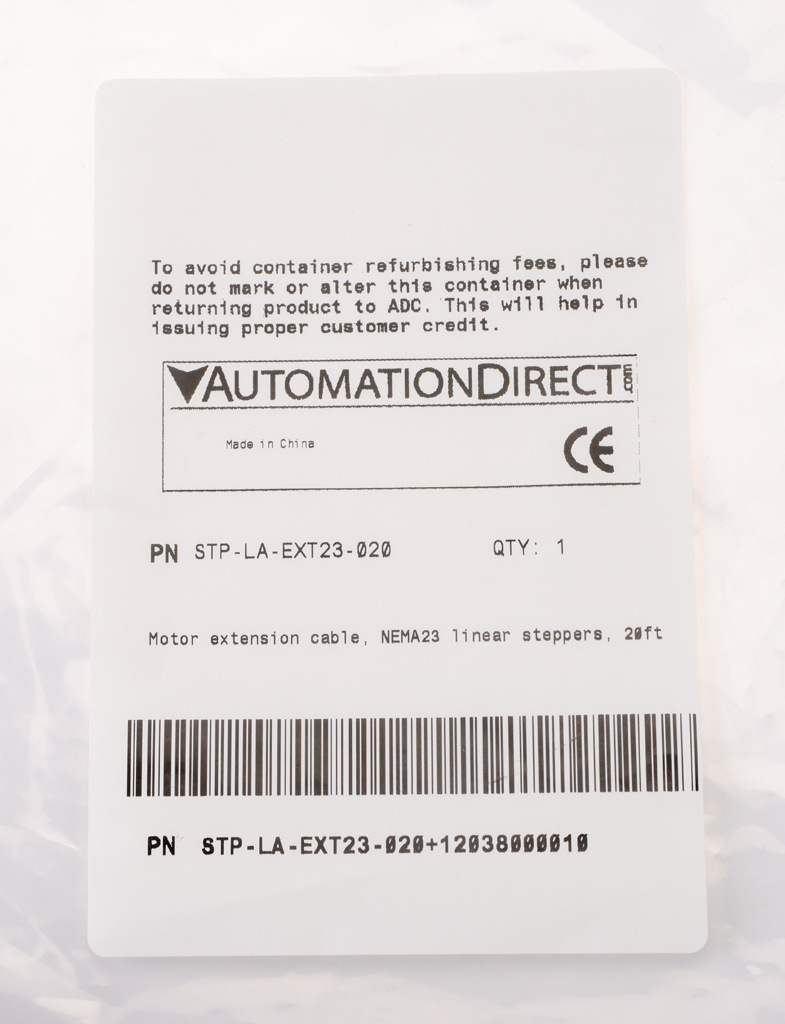 To avoid container refurbishing fees, please
do not mark or alter this container when
returning product to ADC. This will help in
issuing proper customer credit.
AUTOMATIONDIRECT.com
Made in China
CE
PN STP-LA-EXT23-020 QTY: 1
Motor extension cable, NEMA23 linear steppers, 20ft
PN STP-LA-EXT23-020+12038000010